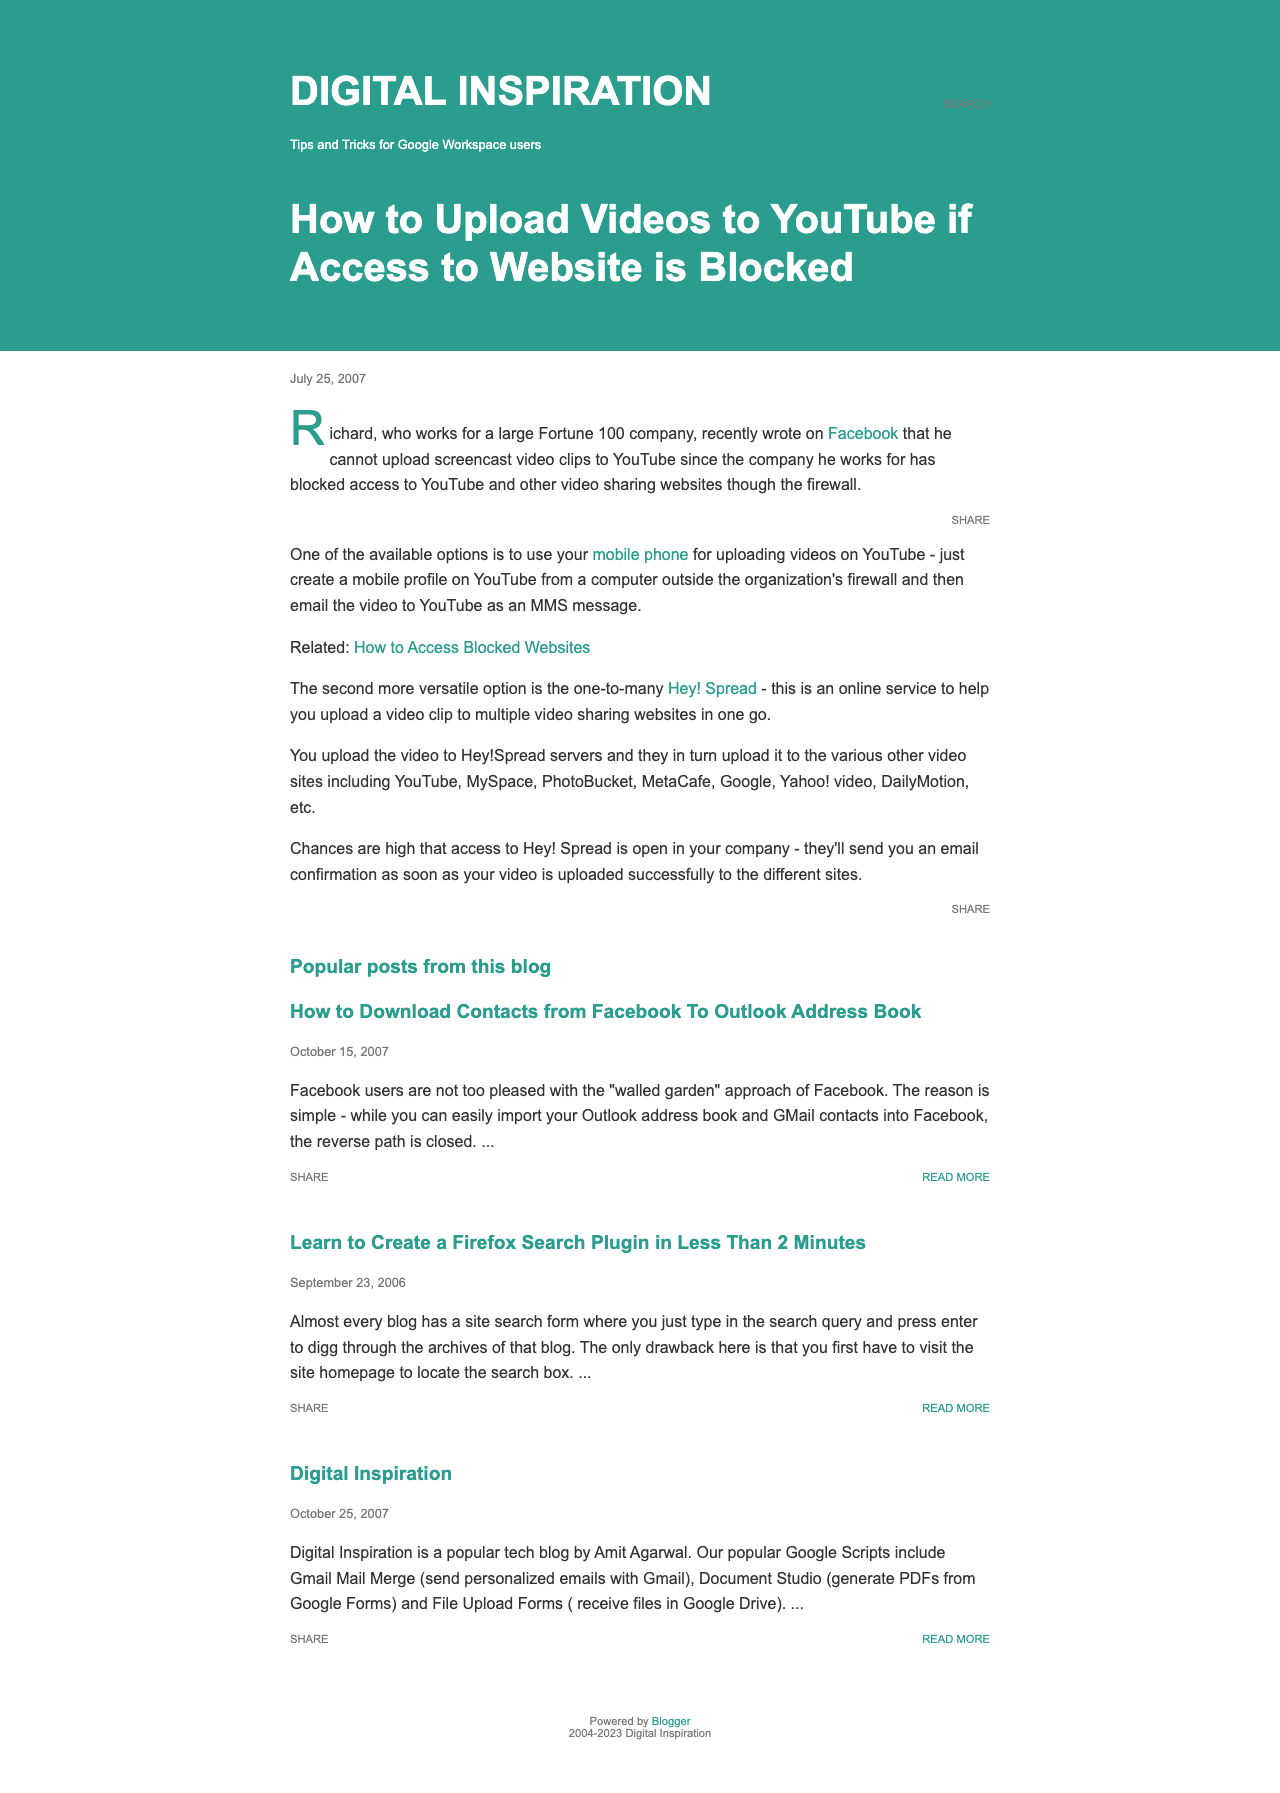 DIGITAL INSPIRATION
SEARCH
Tips and Tricks for Google Workspace users
How to Upload Videos to YouTube if
Access to Website is Blocked
July 25, 2007
Richard, who works for a large Fortune 100 company, recently wrote on Facebook that he
cannot upload screencast video clips to YouTube since the company he works for has
blocked access to YouTube and other video sharing websites though the firewall.
SHARE
One of the available options is to use your mobile phone for uploading videos on YouTube - just
create a mobile profile on YouTube from a computer outside the organization's firewall and then
email the video to YouTube as an MMS message.
Related: How to Access Blocked Websites
The second more versatile option is the one-to-many Hey! Spread - this is an online service to help
you upload a video clip to multiple video sharing websites in one go.
You upload the video to Hey!Spread servers and they in turn upload it to the various other video
sites including YouTube, MySpace, PhotoBucket, MetaCafe, Google, Yahoo! video, DailyMotion,
etc.
Chances are high that access to Hey! Spread is open in your company - they'll send you an email
confirmation as soon as your video is uploaded successfully to the different sites.
SHARE
Popular posts from this blog
How to Download Contacts from Facebook To Outlook Address Book
October 15, 2007
Facebook users are not too pleased with the "walled garden" approach of Facebook. The reason is
simple - while you can easily import your Outlook address book and GMail contacts into Facebook,
the reverse path is closed. ...
SHARE READ MORE
Learn to Create a Firefox Search Plugin in Less Than 2 Minutes
September 23, 2006
Almost every blog has a site search form where you just type in the search query and press enter
to digg through the archives of that blog. The only drawback here is that you first have to visit the
site homepage to locate the search box. ...
SHARE READ MORE
Digital Inspiration
October 25, 2007
Digital Inspiration is a popular tech blog by Amit Agarwal. Our popular Google Scripts include
Gmail Mail Merge (send personalized emails with Gmail), Document Studio (generate PDFs from
Google Forms) and File Upload Forms ( receive files in Google Drive). ...
SHARE READ MORE
Powered by Blogger
2004-2023 Digital Inspiration